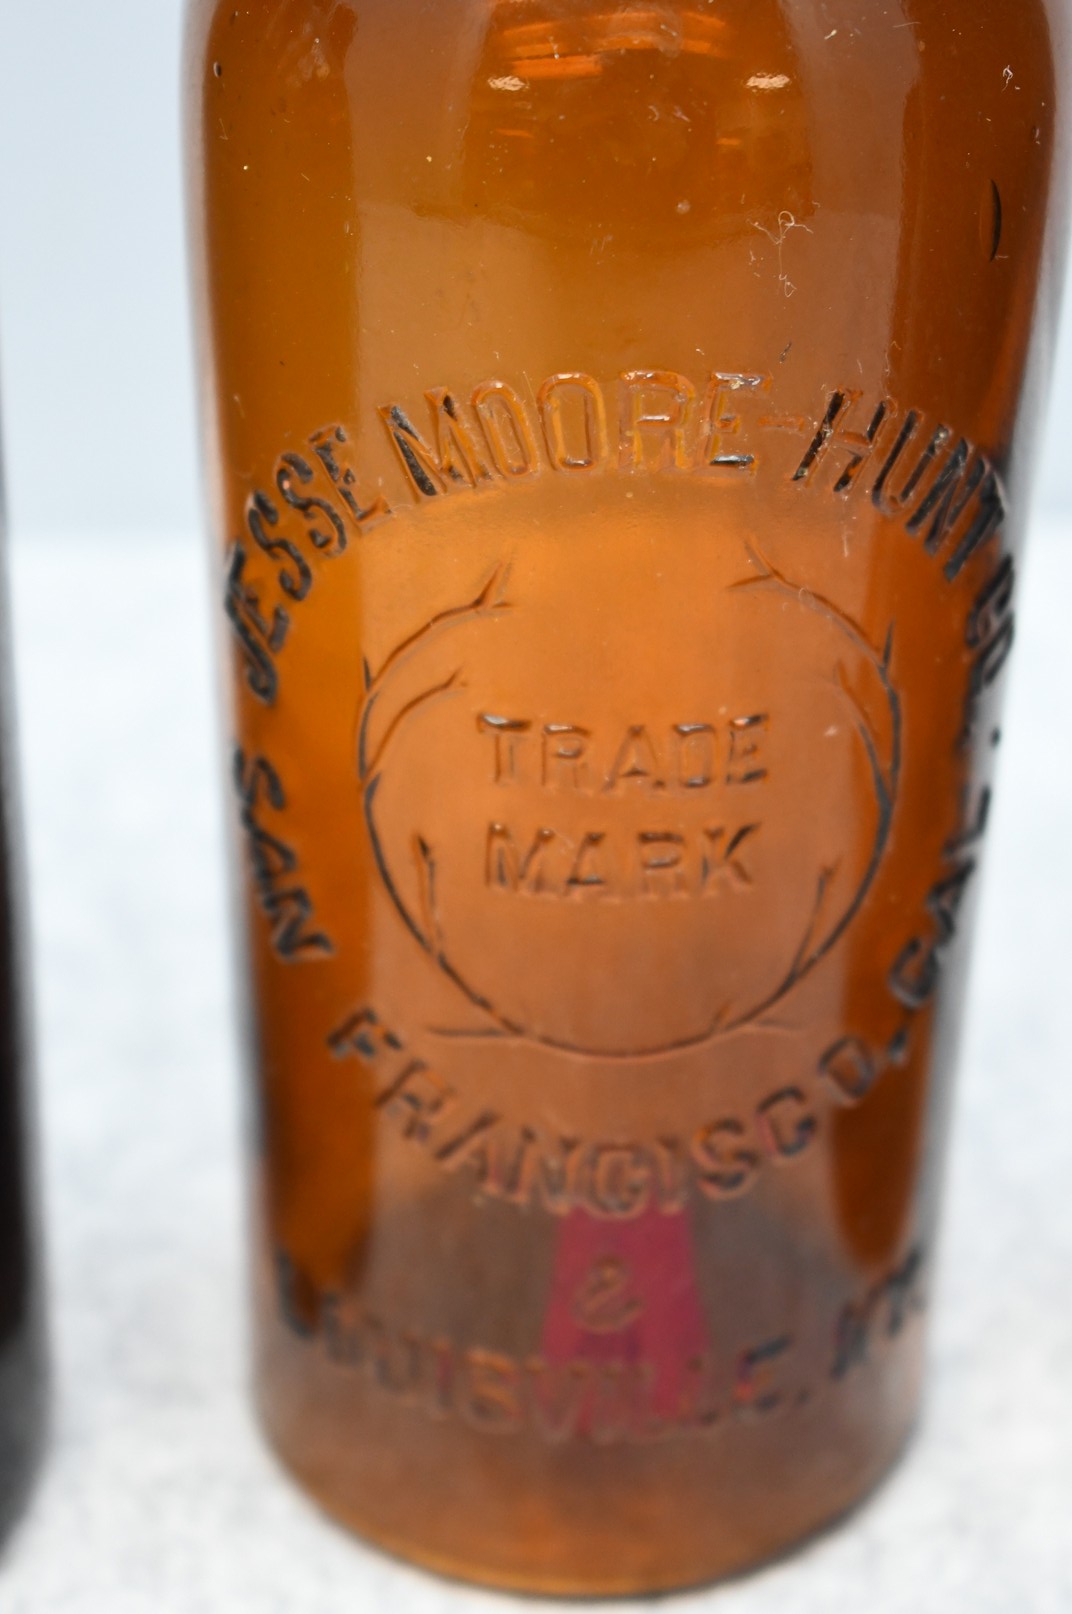 JESSE MOORE-HUNT CO.
TRADE
MARK
SAN FRANCISCO, CAL.
&
LOUISVILLE, KY.